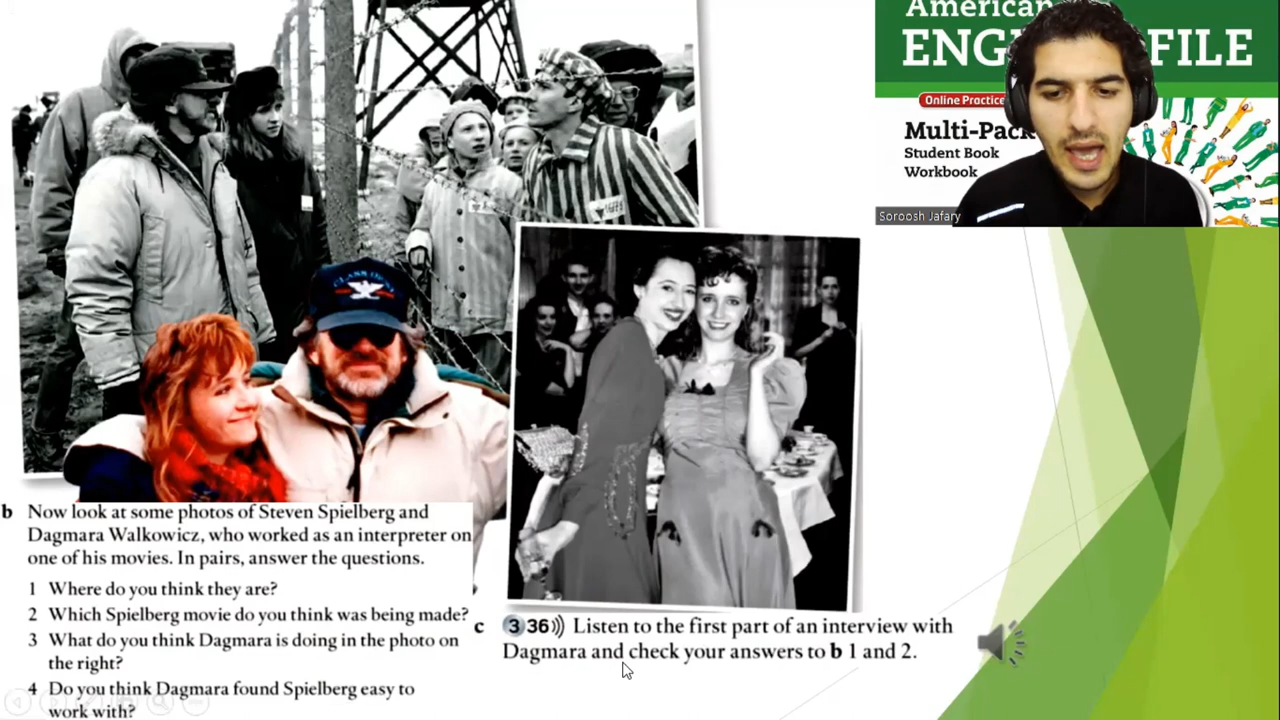 American
ENG FILE
Online Practice
Multi-Pack
Student Book
Workbook
Soroosh Jafary
b Now look at some photos of Steven Spielberg and
Dagmara Walkowicz, who worked as an interpreter on
one of his movies. In pairs, answer the questions.
1 Where do you think they are?
2 Which Spielberg movie do you think was being made?
3 What do you think Dagmara is doing in the photo on
the right?
4 Do you think Dagmara found Spielberg easy to
work with?
c 3 36)) Listen to the first part of an interview with
Dagmara and check your answers to b 1 and 2.